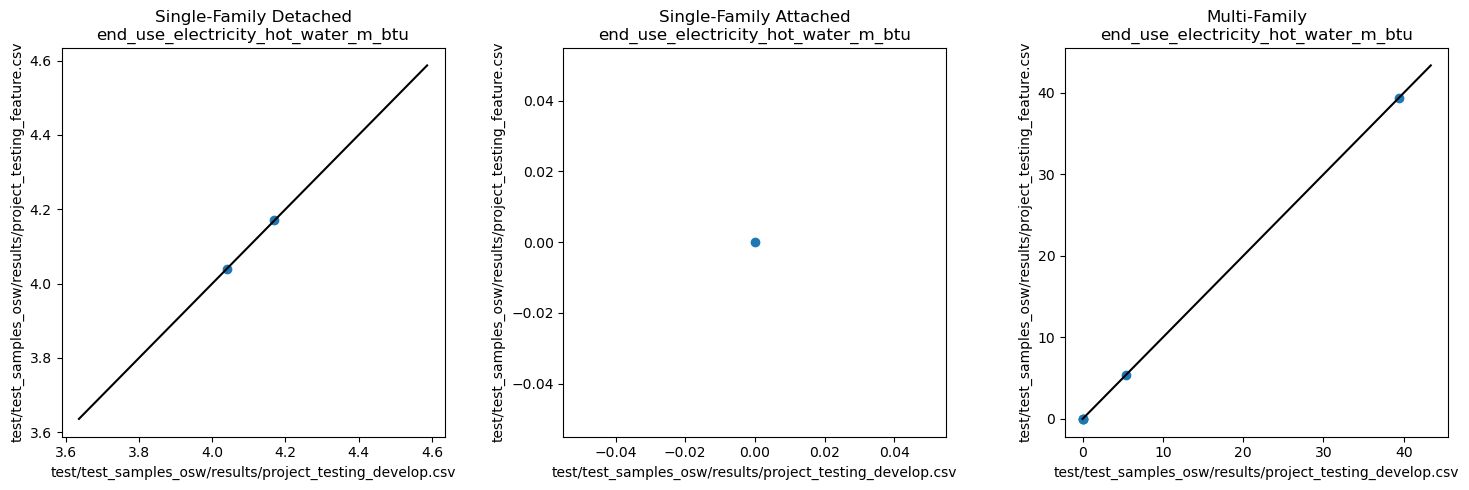 Single-Family Detached
end_use_electricity_hot_water_m_btu
test/test_samples_osw/results/project_testing_feature.csv
4.6
4.4
4.2
4.0
3.8
3.6
3.6
3.8
4.0
4.2
4.4
4.6
test/test_samples_osw/results/project_testing_develop.csv
Single-Family Attached
end_use_electricity_hot_water_m_btu
test/test_samples_osw/results/project_testing_feature.csv
0.04
0.02
0.00
−0.02
−0.04
−0.04
−0.02
0.00
0.02
0.04
test/test_samples_osw/results/project_testing_develop.csv
Multi-Family
end_use_electricity_hot_water_m_btu
test/test_samples_osw/results/project_testing_feature.csv
40
30
20
10
0
0
10
20
30
40
test/test_samples_osw/results/project_testing_develop.csv